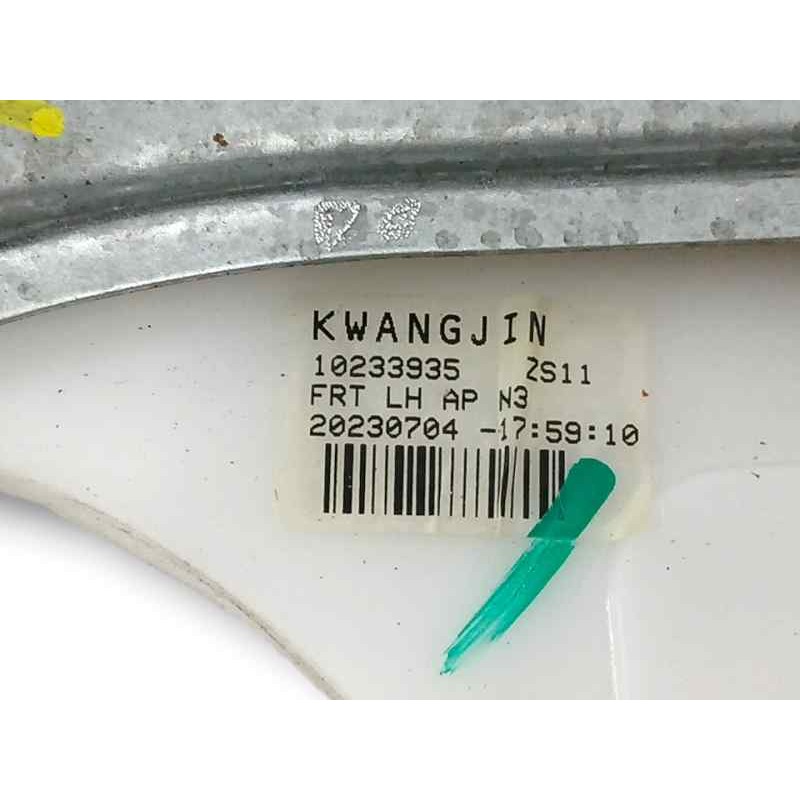 KWANGJIN
10233935 ZS11
FRT LH AP N3
20230704 -17:59:10